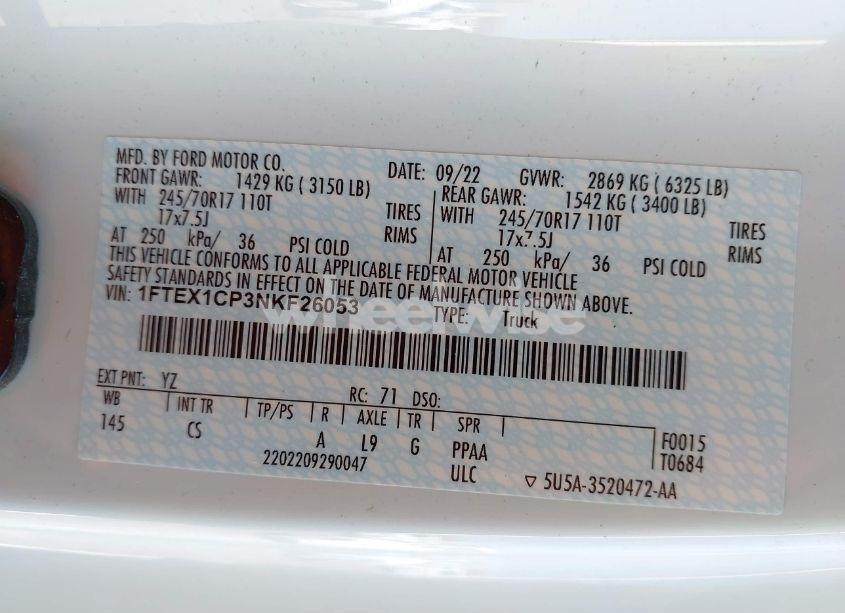 MFD. BY FORD MOTOR CO. DATE: 09/22 GVWR: 2869 KG ( 6325 LB)
FRONT GAWR: 1429 KG ( 3150 LB) REAR GAWR: 1542 KG ( 3400 LB)
WITH 245/70R17 110T TIRES WITH 245/70R17 110T TIRES
17x7.5J RIMS 17x7.5J RIMS
AT 250 kPa/ 36 PSI COLD AT 250 kPa/ 36 PSI COLD
THIS VEHICLE CONFORMS TO ALL APPLICABLE FEDERAL MOTOR VEHICLE
SAFETY STANDARDS IN EFFECT ON THE DATE OF MANUFACTURE SHOWN ABOVE.
VIN: 1FTEX1CP3NKF26053 TYPE: Truck
wheelwise
EXT PNT: YZ RC: 71 DSO:
WB INT TR TP/PS R AXLE TR SPR F0015
145 CS A L9 G PPAA T0684
2202209290047 ULC ▽ 5U5A-3520472-AA